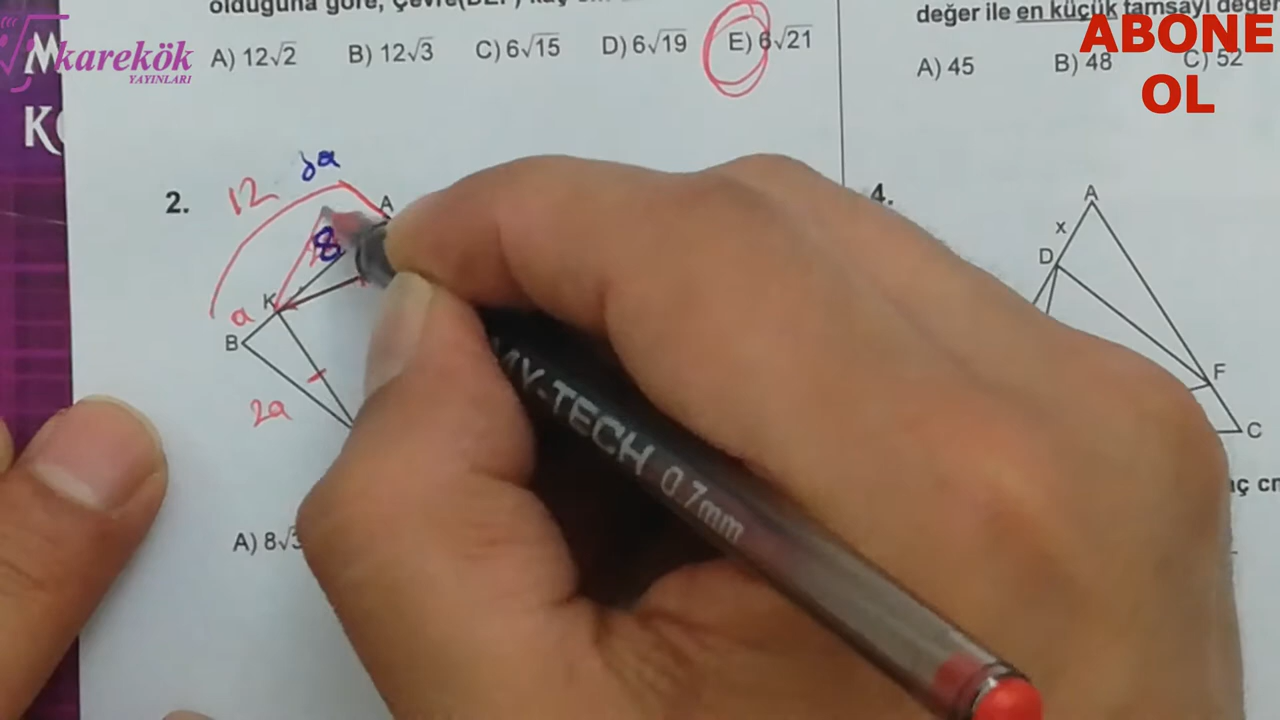 olduğuna göre, Çevre(DEF) kaç cm
A) 12√2 B) 12√3 C) 6√15 D) 6√19 E) 6√21
değer ile en küçük tamsayı değer
A) 45 B) 48 C) 52
ABONE
OL
karekök
YAYINLARI
2.
12
A
8
K
a
B
2a
A) 8√3
4.
A
x
D
F
C
MY-TECH 0.7mm